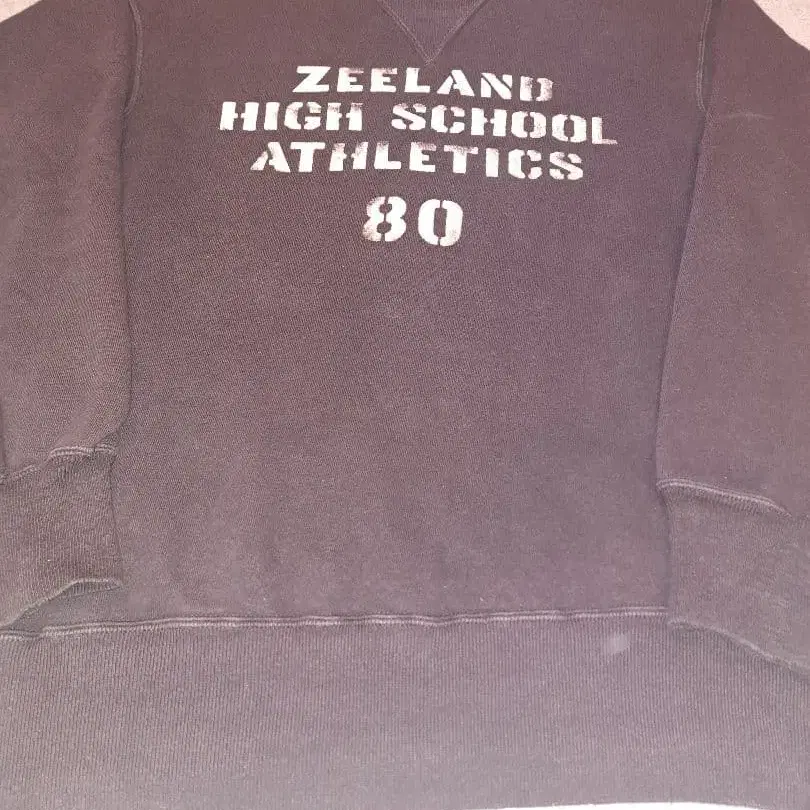 ZEELAND
HIGH SCHOOL
ATHLETICS
80